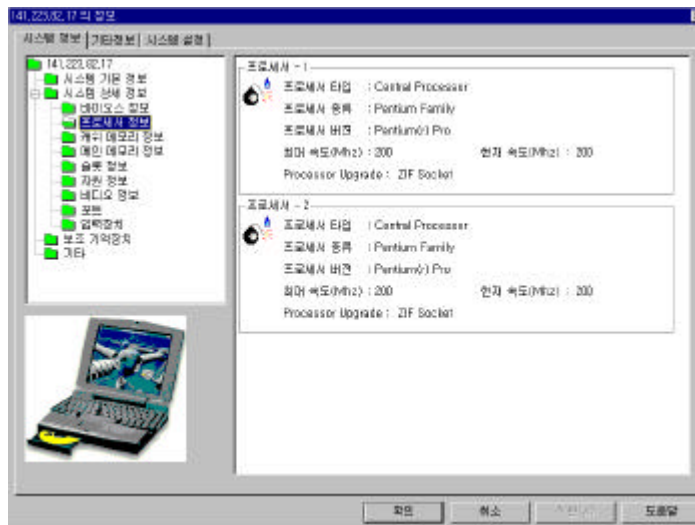 141,223,82,17 의 정보
시스템 정보 기타정보 시스템 설정
141,223,82,17
시스템 기본 정보
시스템 상세 정보
바이오스 정보
프로세서 정보
캐쉬 메모리 정보
메인 메모리 정보
슬롯 정보
자원 정보
비디오 정보
포트
입력장치
보조 기억장치
기타
프로세서 - 1
프로세서 타입 : Central Processor
프로세서 종류 : Pentium Family
프로세서 버전 : Pentium(r) Pro
최대 속도(Mhz) : 200 현재 속도(Mhz) : 200
Processor Upgrade : ZIF Socket
프로세서 - 2
프로세서 타입 : Central Processor
프로세서 종류 : Pentium Family
프로세서 버전 : Pentium(r) Pro
최대 속도(Mhz) : 200 현재 속도(Mhz) : 200
Processor Upgrade : ZIF Socket
확인 취소 도움말